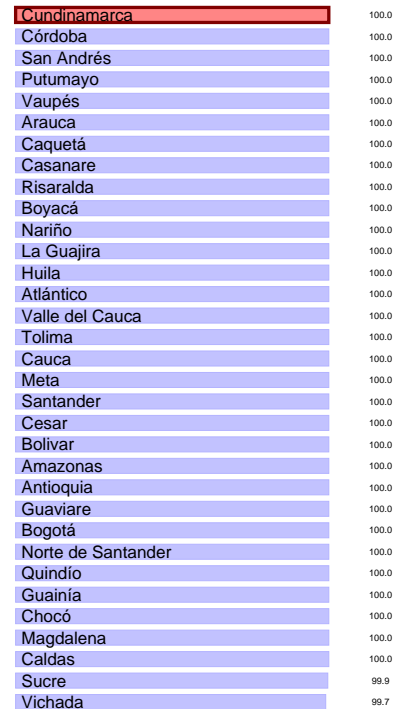 Cundinamarca 100.0
Córdoba 100.0
San Andrés 100.0
Putumayo 100.0
Vaupés 100.0
Arauca 100.0
Caquetá 100.0
Casanare 100.0
Risaralda 100.0
Boyacá 100.0
Nariño 100.0
La Guajira 100.0
Huila 100.0
Atlántico 100.0
Valle del Cauca 100.0
Tolima 100.0
Cauca 100.0
Meta 100.0
Santander 100.0
Cesar 100.0
Bolivar 100.0
Amazonas 100.0
Antioquia 100.0
Guaviare 100.0
Bogotá 100.0
Norte de Santander 100.0
Quindío 100.0
Guainía 100.0
Chocó 100.0
Magdalena 100.0
Caldas 100.0
Sucre 99.9
Vichada 99.7